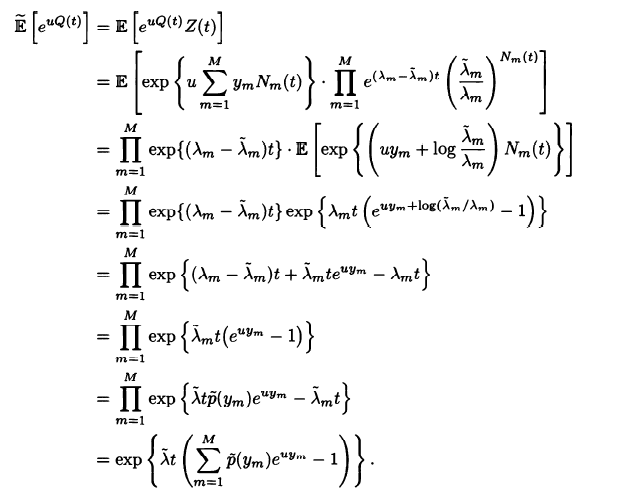 $\widetilde{\mathbb{E}}\left[e^{uQ(t)}\right] = \mathbb{E}\left[e^{uQ(t)}Z(t)\right]$
$= \mathbb{E}\left[\exp\left\{u\sum_{m=1}^{M} y_m N_m(t)\right\} \cdot \prod_{m=1}^{M} e^{(\lambda_m - \tilde{\lambda}_m)t}\left(\frac{\tilde{\lambda}_m}{\lambda_m}\right)^{N_m(t)}\right]$
$= \prod_{m=1}^{M} \exp\{(\lambda_m - \tilde{\lambda}_m)t\} \cdot \mathbb{E}\left[\exp\left\{\left(uy_m + \log\frac{\tilde{\lambda}_m}{\lambda_m}\right)N_m(t)\right\}\right]$
$= \prod_{m=1}^{M} \exp\{(\lambda_m - \tilde{\lambda}_m)t\} \exp\left\{\lambda_m t\left(e^{uy_m + \log(\tilde{\lambda}_m/\lambda_m)} - 1\right)\right\}$
$= \prod_{m=1}^{M} \exp\left\{(\lambda_m - \tilde{\lambda}_m)t + \tilde{\lambda}_m t e^{uy_m} - \lambda_m t\right\}$
$= \prod_{m=1}^{M} \exp\left\{\tilde{\lambda}_m t\left(e^{uy_m} - 1\right)\right\}$
$= \prod_{m=1}^{M} \exp\left\{\tilde{\lambda} t \tilde{p}(y_m)e^{uy_m} - \tilde{\lambda}_m t\right\}$
$= \exp\left\{\tilde{\lambda} t\left(\sum_{m=1}^{M} \tilde{p}(y_m)e^{uy_m} - 1\right)\right\}.$